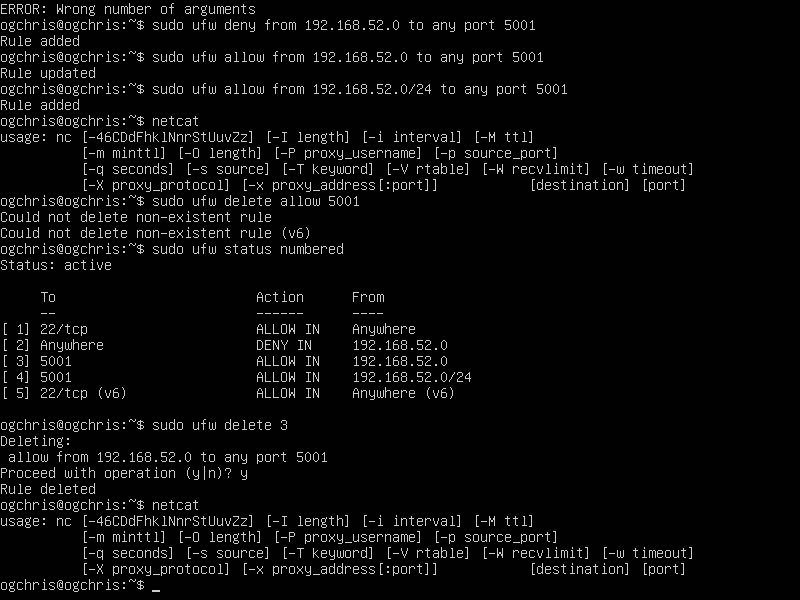 ERROR: Wrong number of arguments
ogchris@ogchris:~$ sudo ufw deny from 192.168.52.0 to any port 5001
Rule added
ogchris@ogchris:~$ sudo ufw allow from 192.168.52.0 to any port 5001
Rule updated
ogchris@ogchris:~$ sudo ufw allow from 192.168.52.0/24 to any port 5001
Rule added
ogchris@ogchris:~$ netcat
usage: nc [-46CDdFhklNnrStUuvZz] [-I length] [-i interval] [-M ttl]
          [-m minttl] [-O length] [-P proxy_username] [-p source_port]
          [-q seconds] [-s source] [-T keyword] [-V rtable] [-W recvlimit] [-w timeout]
          [-X proxy_protocol] [-x proxy_address[:port]]           [destination] [port]
ogchris@ogchris:~$ sudo ufw delete allow 5001
Could not delete non-existent rule
Could not delete non-existent rule (v6)
ogchris@ogchris:~$ sudo ufw status numbered
Status: active
     To                         Action      From
     --                         ------      ----
[ 1] 22/tcp                     ALLOW IN    Anywhere
[ 2] Anywhere                   DENY IN     192.168.52.0
[ 3] 5001                       ALLOW IN    192.168.52.0
[ 4] 5001                       ALLOW IN    192.168.52.0/24
[ 5] 22/tcp (v6)                ALLOW IN    Anywhere (v6)
ogchris@ogchris:~$ sudo ufw delete 3
Deleting:
 allow from 192.168.52.0 to any port 5001
Proceed with operation (y|n)? y
Rule deleted
ogchris@ogchris:~$ netcat
usage: nc [-46CDdFhklNnrStUuvZz] [-I length] [-i interval] [-M ttl]
          [-m minttl] [-O length] [-P proxy_username] [-p source_port]
          [-q seconds] [-s source] [-T keyword] [-V rtable] [-W recvlimit] [-w timeout]
          [-X proxy_protocol] [-x proxy_address[:port]]           [destination] [port]
ogchris@ogchris:~$ _